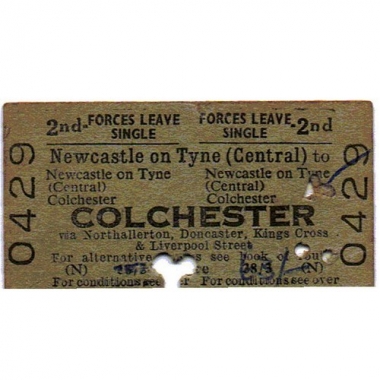 2nd-FORCES LEAVE FORCES LEAVE-2nd
SINGLE SINGLE
Newcastle on Tyne (Central) to
Newcastle on Tyne Newcastle on Tyne
(Central) (Central)
Colchester Colchester
COLCHESTER
via Northallerton, Doncaster, Kings Cross
& Liverpool Street
For alternative see book of
(N) 38/3 (N)
For conditions see over For conditions see over
0429 0429